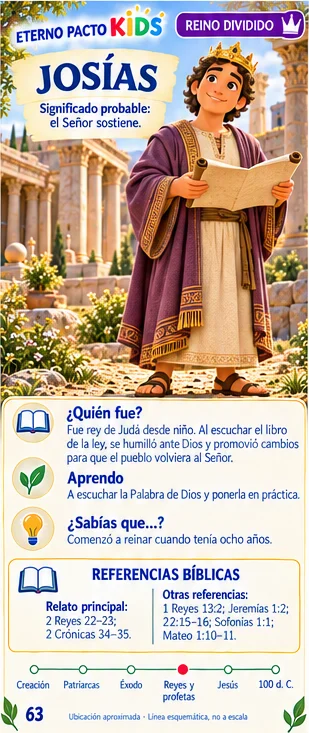 ETERNO PACTO KIDS
REINO DIVIDIDO
JOSÍAS
Significado probable:
el Señor sostiene.
¿Quién fue?
Fue rey de Judá desde niño. Al escuchar el libro
de la ley, se humilló ante Dios y promovió cambios
para que el pueblo volviera al Señor.
Aprendo
A escuchar la Palabra de Dios y ponerla en práctica.
¿Sabías que...?
Comenzó a reinar cuando tenía ocho años.
REFERENCIAS BÍBLICAS
Relato principal:
2 Reyes 22–23;
2 Crónicas 34–35.
Otras referencias:
1 Reyes 13:2; Jeremías 1:2;
22:15–16; Sofonías 1:1;
Mateo 1:10–11.
Creación
Patriarcas
Éxodo
Reyes y
profetas
Jesús
100 d. C.
63
Ubicación aproximada · Línea esquemática, no a escala